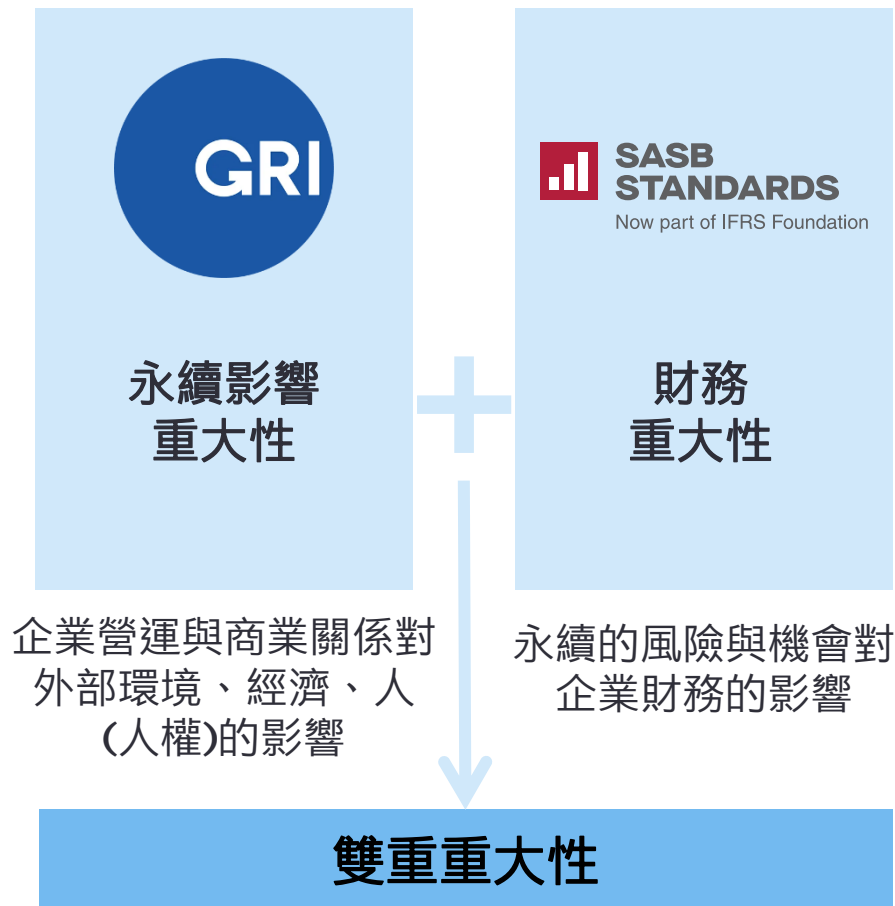 GRI
永續影響
重大性
企業營運與商業關係對
外部環境、經濟、人
(人權)的影響
SASB
STANDARDS
Now part of IFRS Foundation
財務
重大性
永續的風險與機會對
企業財務的影響
雙重重大性